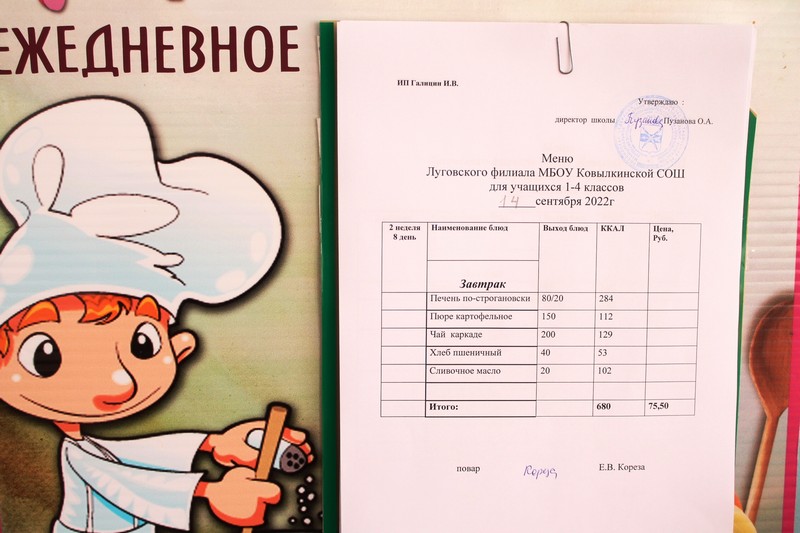 ЕЖЕДНЕВНОЕ
ИП Галицин И.В.
Утверждаю :
директор школы Пузанова О.А.
Меню
Луговского филиала МБОУ Ковылкинской СОШ
для учащихся 1-4 классов
14 сентября 2022г
2 неделя 8 день Наименование блюд Выход блюд ККАЛ Цена, Руб.
Завтрак
Печень по-строгановски 80/20 284
Пюре картофельное 150 112
Чай каркаде 200 129
Хлеб пшеничный 40 53
Сливочное масло 20 102
Итого: 680 75,50
повар Кореза Е.В. Кореза